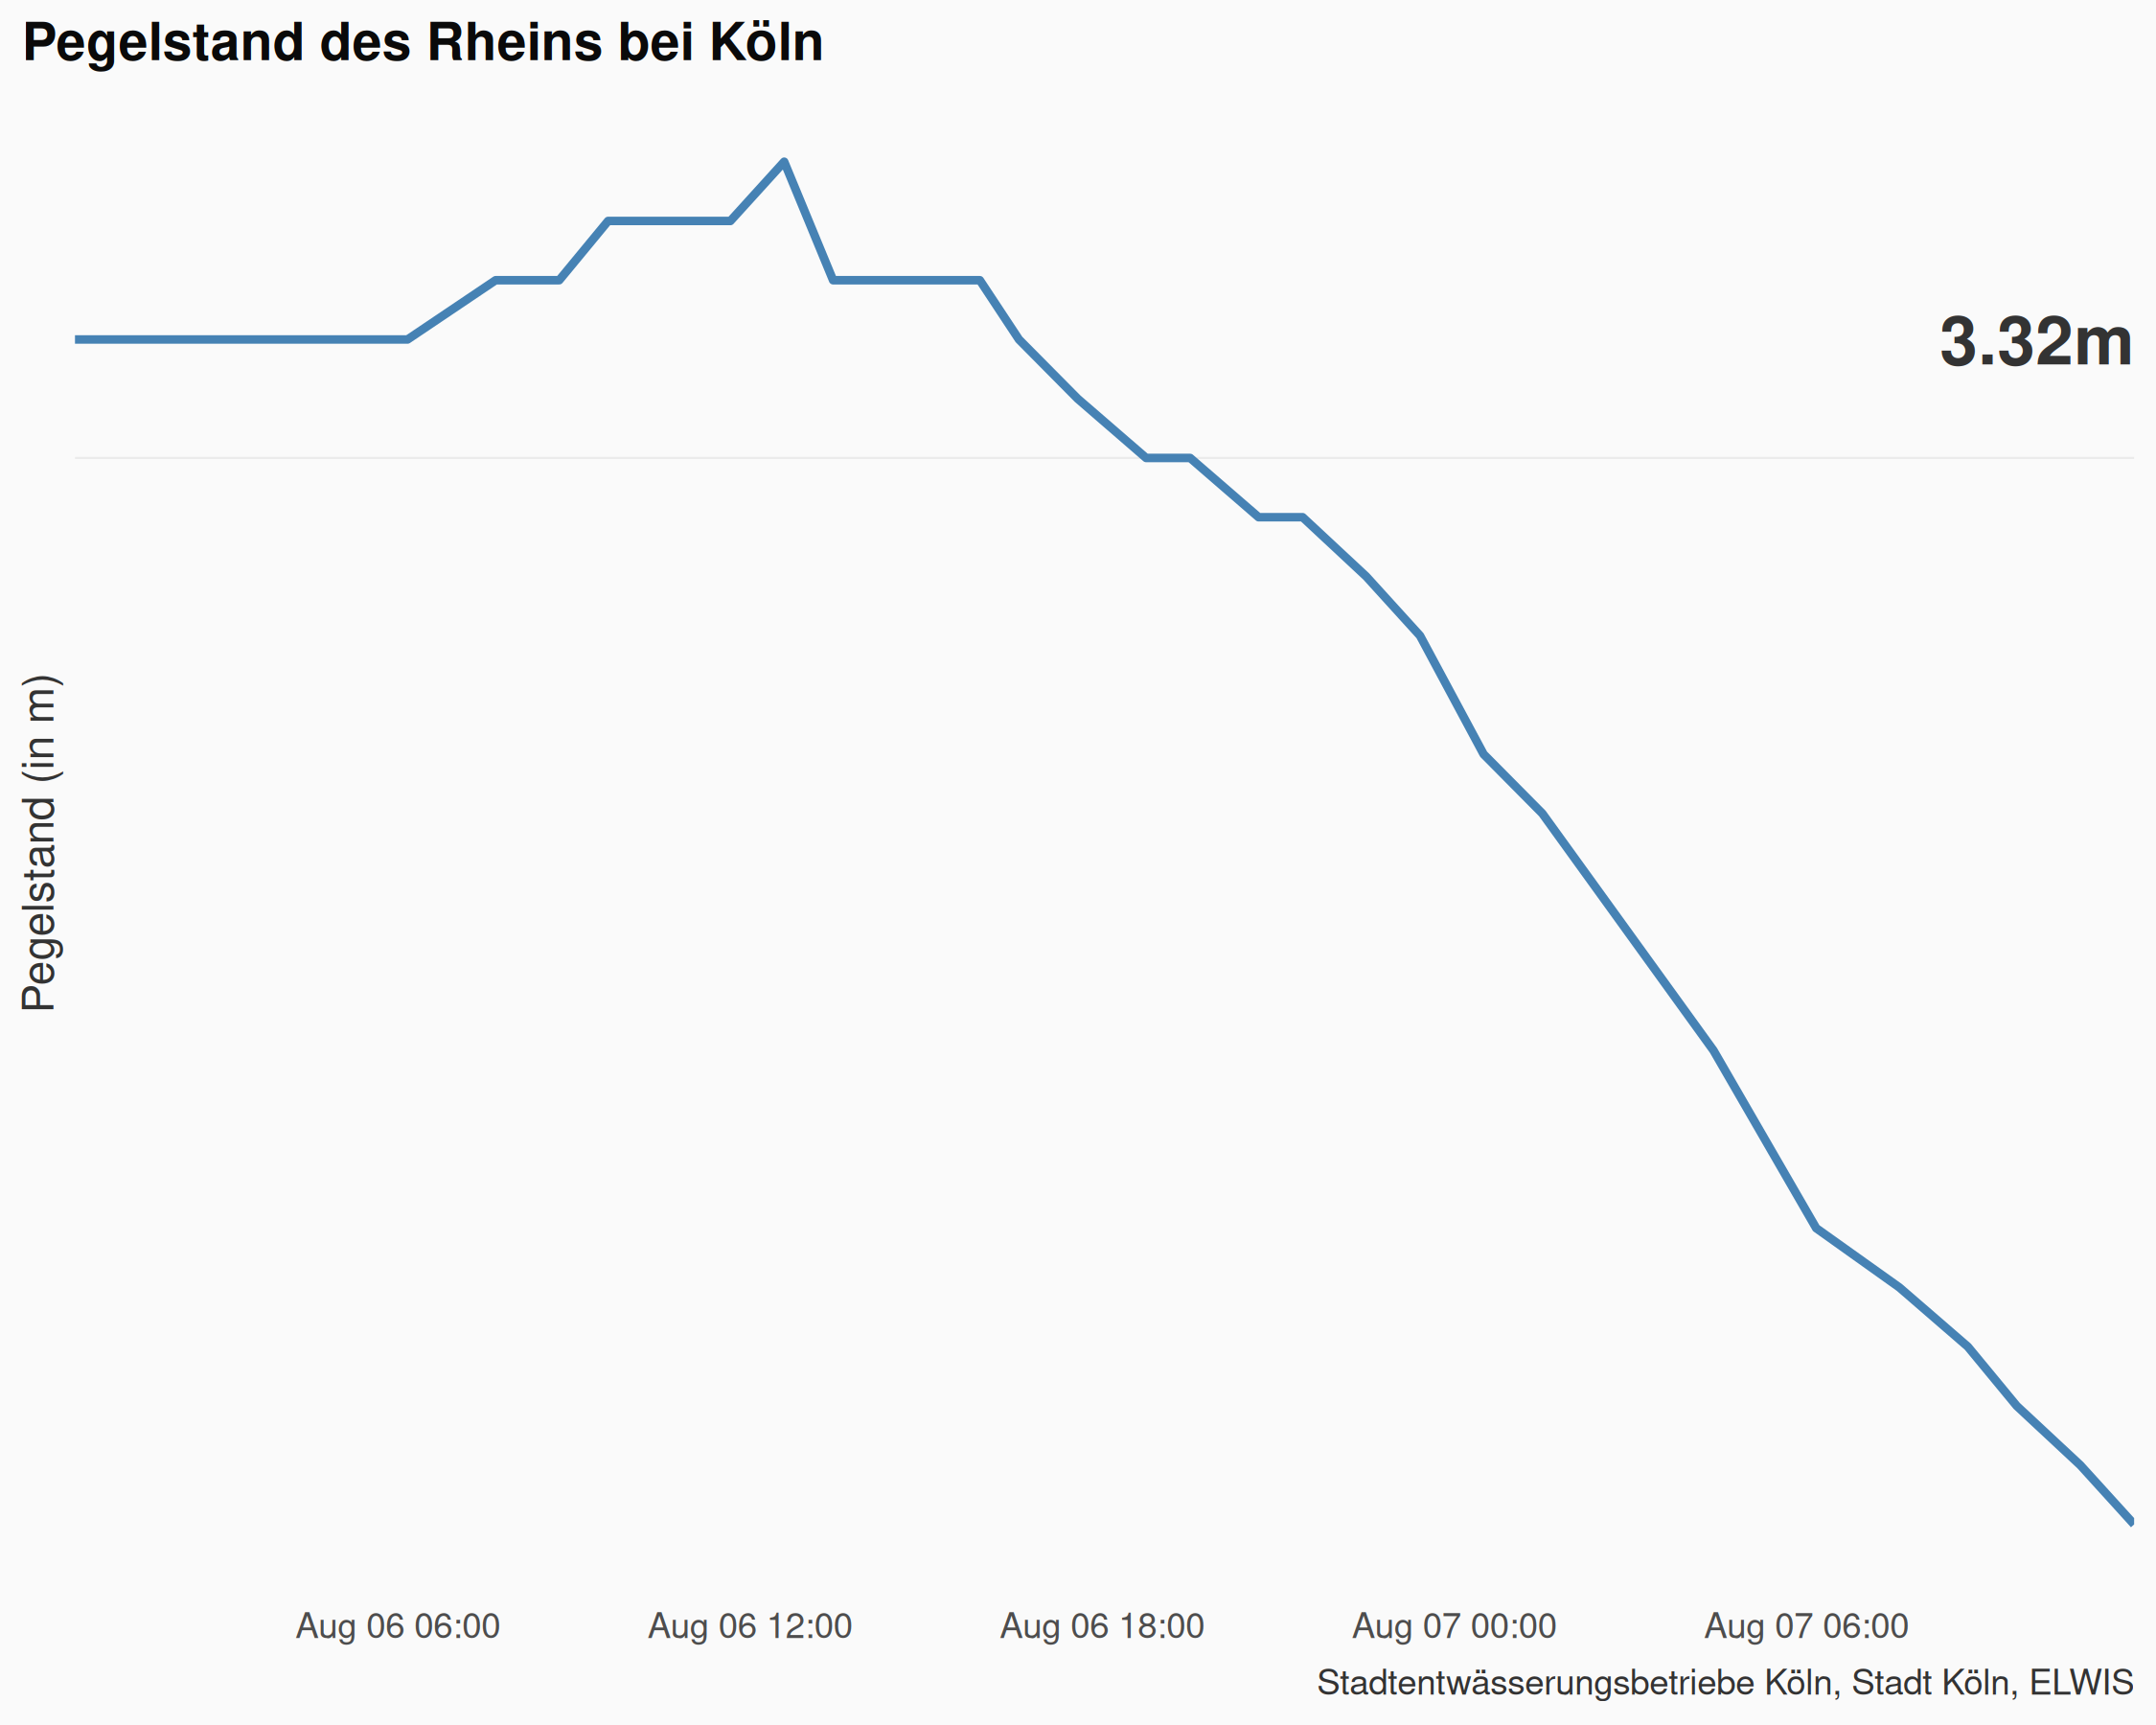 Pegelstand des Rheins bei Köln
3.32m
Pegelstand (in m)
Aug 06 06:00
Aug 06 12:00
Aug 06 18:00
Aug 07 00:00
Aug 07 06:00
Stadtentwässerungsbetriebe Köln, Stadt Köln, ELWIS